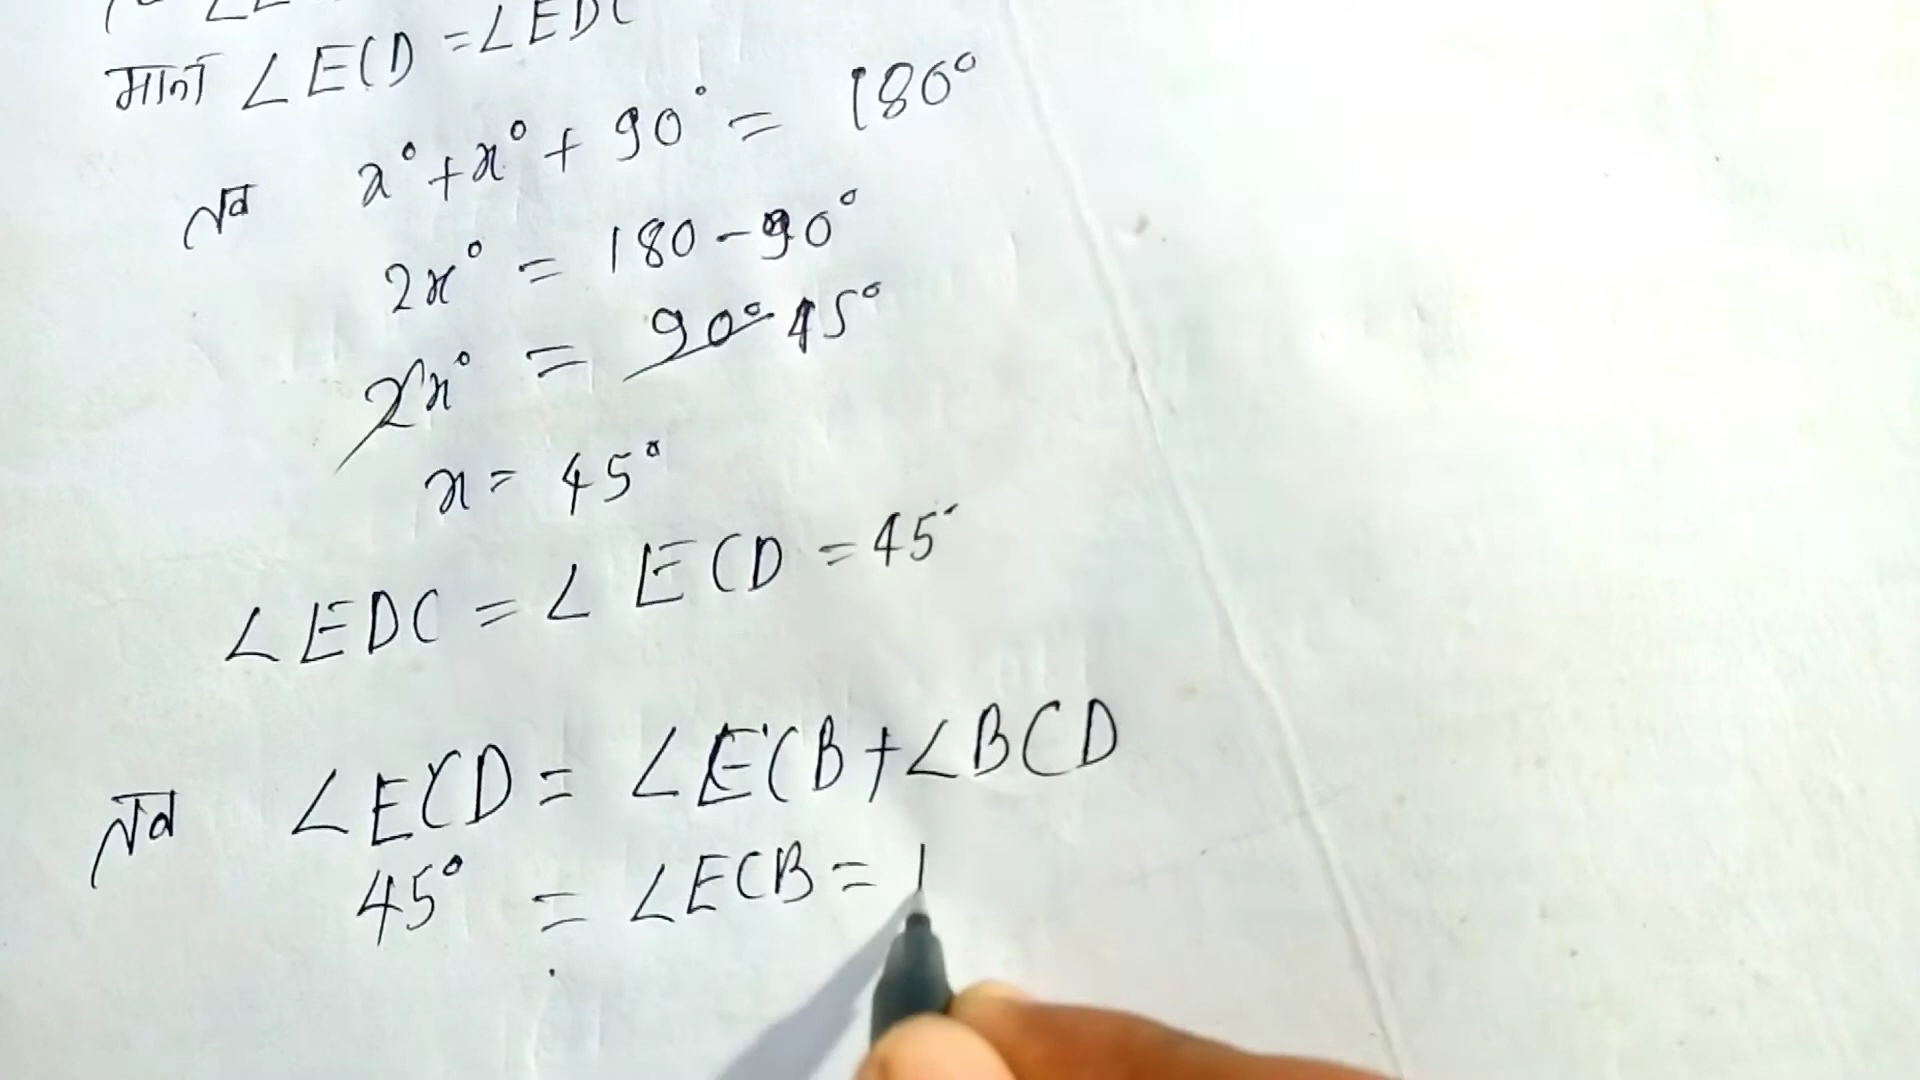 माना ∠ECD = ∠EDC
तब x° + x° + 90° = 180°
2x° = 180 - 90°
2x° = 90° 45°
x = 45°
∠EDC = ∠ECD = 45°
तब ∠ECD = ∠ECB + ∠BCD
45° = ∠ECB = 1